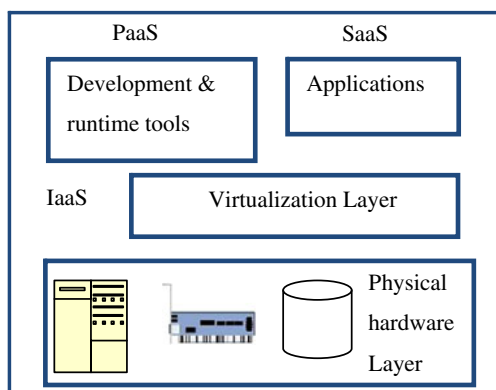 PaaS
SaaS
Development &
runtime tools
Applications
IaaS
Virtualization Layer
Physical
hardware
Layer